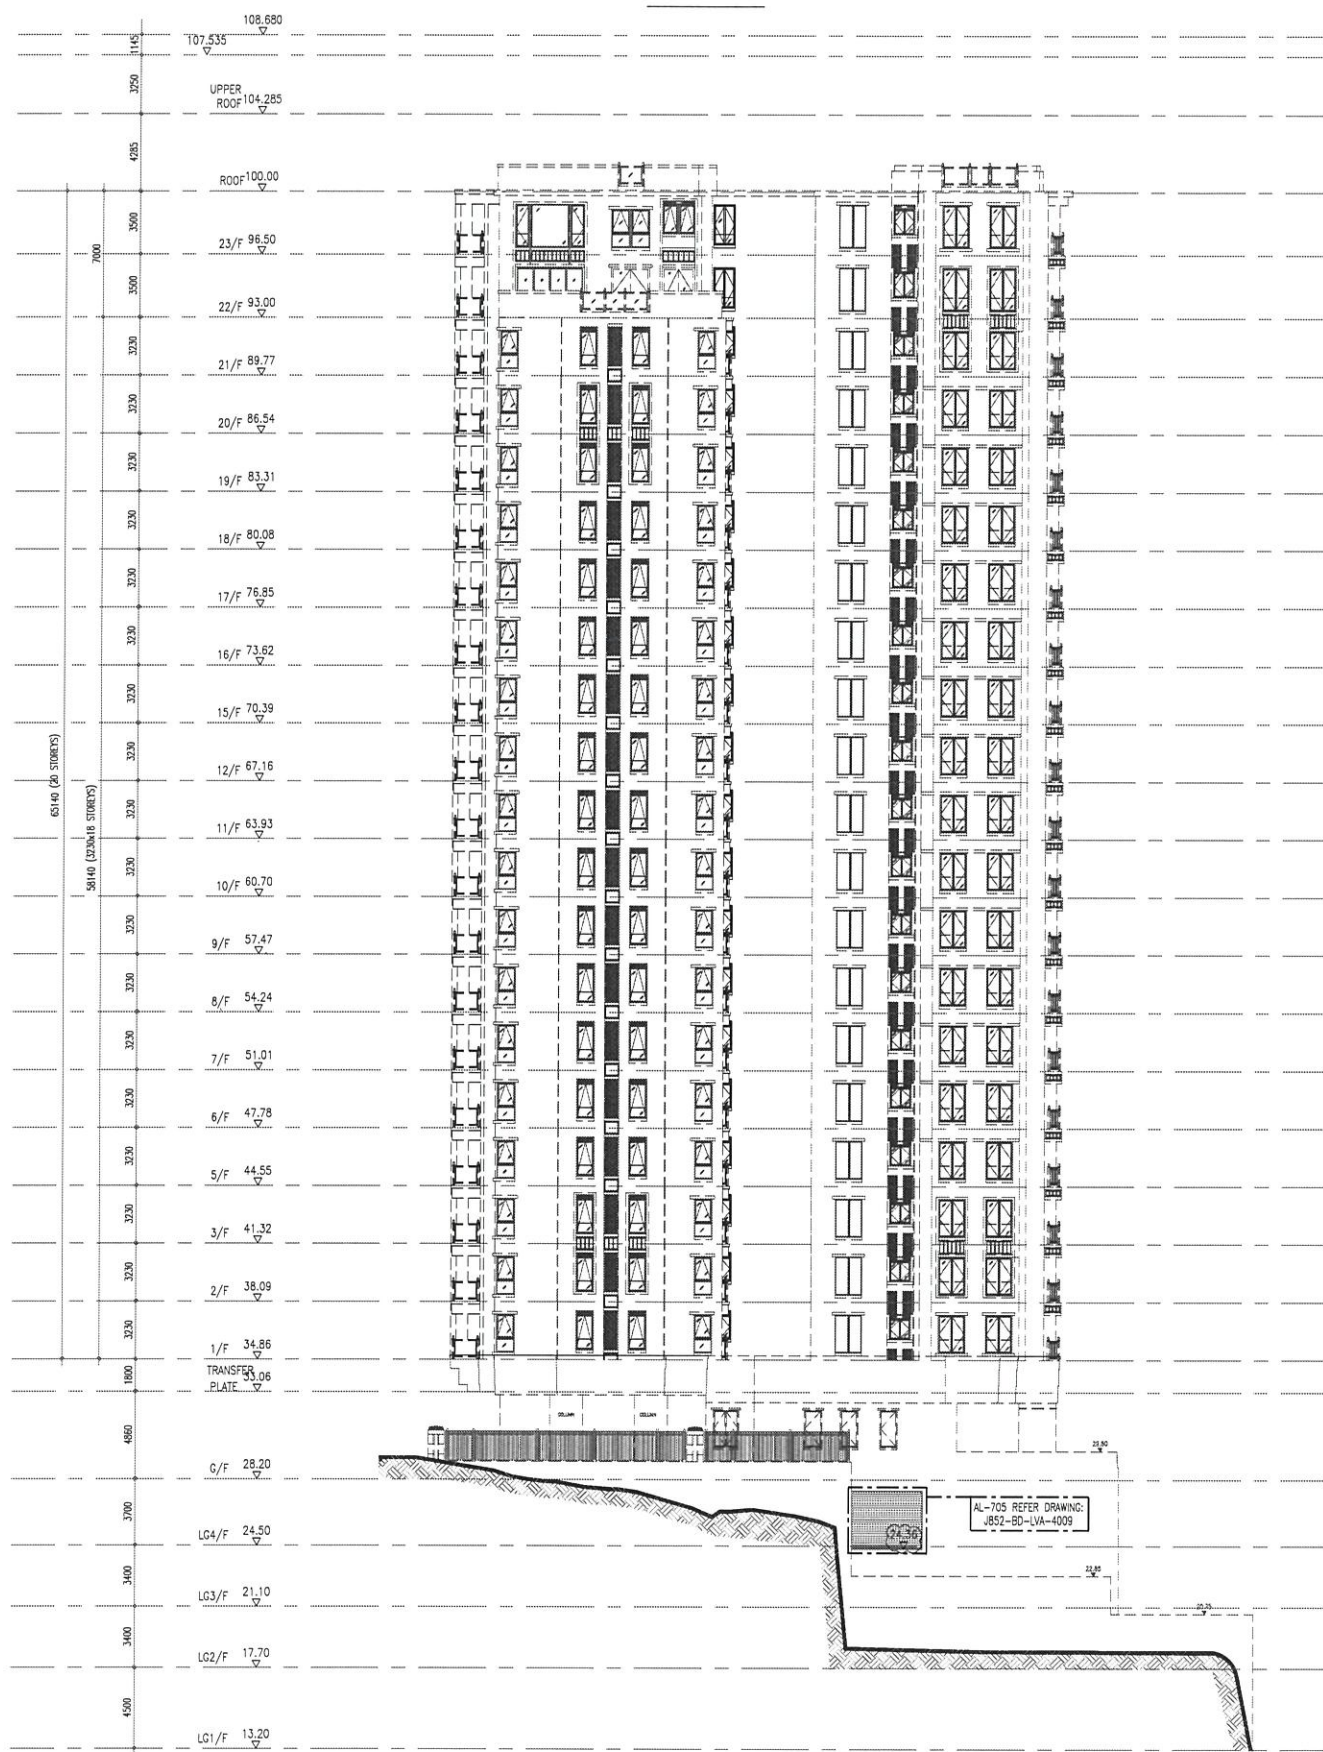 108.680
107.535
1145
3250
UPPER
ROOF 104.285
4285
ROOF 100.00
3500
23/F 96.50
7000
3500
22/F 93.00
3230
21/F 89.77
3230
20/F 86.54
3230
19/F 83.31
3230
18/F 80.08
3230
17/F 76.85
3230
16/F 73.62
3230
15/F 70.39
3230
65140 (20 STOREYS)
12/F 67.16
58140 (3230x18 STOREYS)
3230
11/F 63.93
3230
10/F 60.70
3230
9/F 57.47
3230
8/F 54.24
3230
7/F 51.01
3230
6/F 47.78
3230
5/F 44.55
3230
3/F 41.32
3230
2/F 38.09
3230
1/F 34.86
1800
TRANSFER
PLATE 33.06
COLUMN COLUMN
4860
29.80
G/F 28.20
3700
AL-705 REFER DRAWING:
J852-BD-LVA-4009
24.36
LG4/F 24.50
3400
22.85
LG3/F 21.10
3400
LG2/F 17.70
4500
LG1/F 13.20